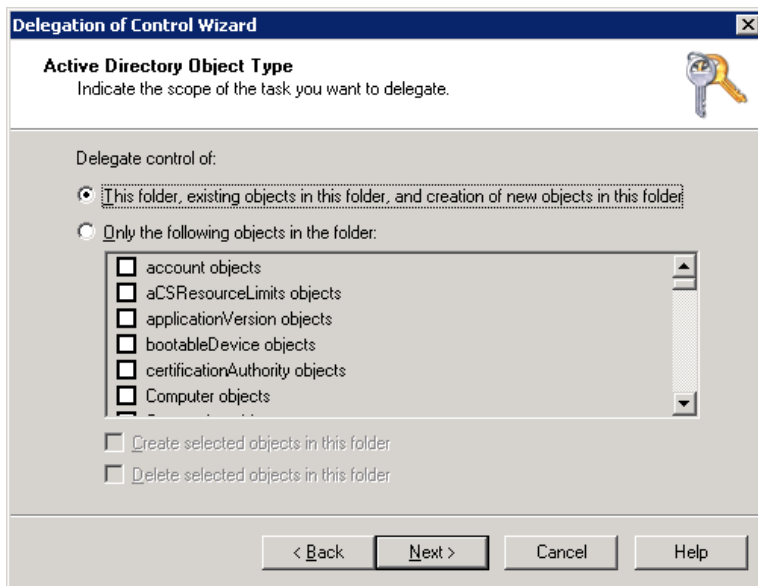 Delegation of Control Wizard
Active Directory Object Type
Indicate the scope of the task you want to delegate.
Delegate control of:
This folder, existing objects in this folder, and creation of new objects in this folder
Only the following objects in the folder:
account objects
aCSResourceLimits objects
applicationVersion objects
bootableDevice objects
certificationAuthority objects
Computer objects
Create selected objects in this folder
Delete selected objects in this folder
< Back
Next >
Cancel
Help